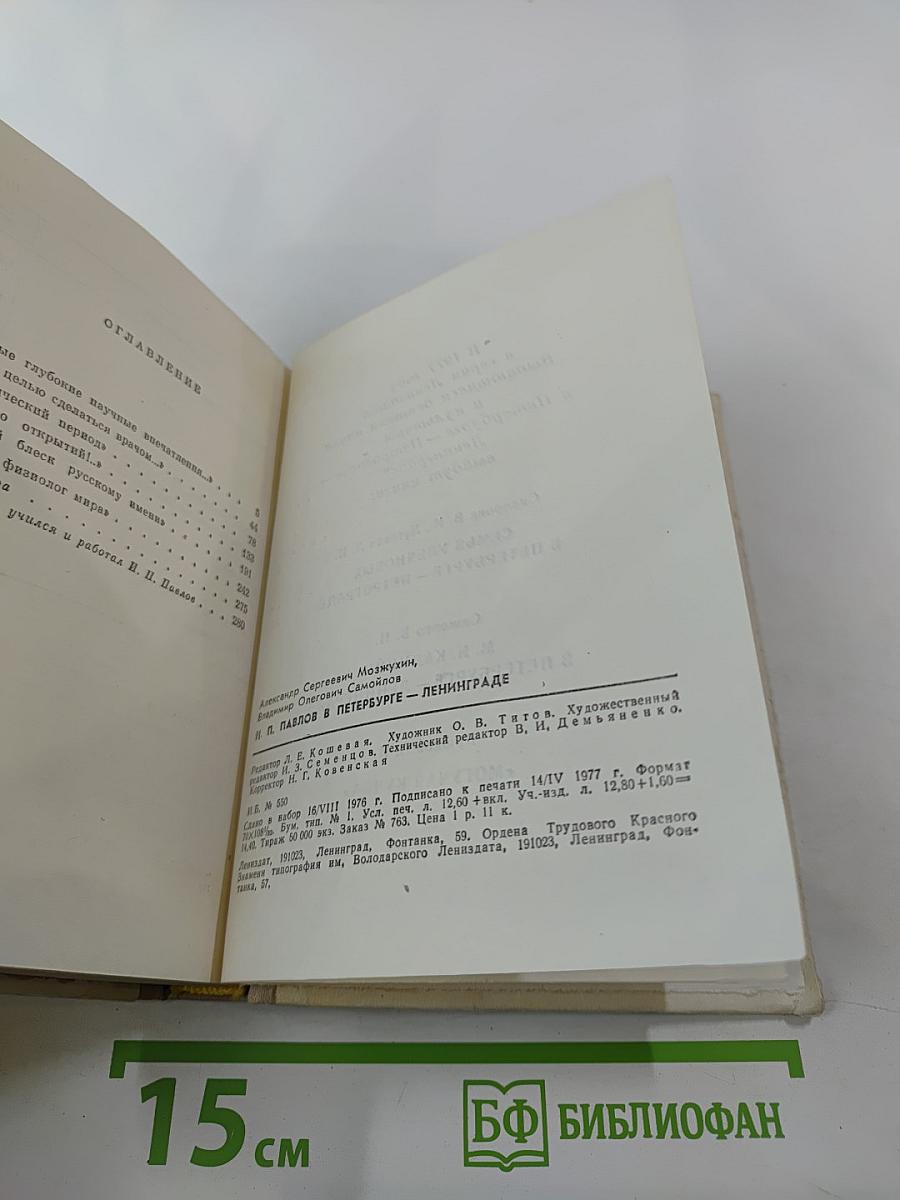 ОГЛАВЛЕНИЕ
глубокие научные впечатления...»
целью сделаться врачом...»
период»
открытий!..»
блеск русскому имени»
физиолог мира»
учился и работал И. П. Павлов
5
44
78
133
191
242
275
280
Александр Сергеевич Мозжухин,
Владимир Олегович Самойлов
И. П. ПАВЛОВ В ПЕТЕРБУРГЕ — ЛЕНИНГРАДЕ
Редактор Л. Е. Кошевая. Художник О. В. Титов. Художественный
редактор И. З. Семенцов. Технический редактор В. И. Демьяненко.
Корректор Н. Г. Ковенская
И.Б. № 550
Сдано в набор 16/VIII 1976 г. Подписано к печати 14/IV 1977 г. Формат
70×108¹/₃₂. Бум. тип. № 1. Усл. печ. л. 12,60+вкл. Уч.-изд. л. 12,80+1,60=
14,40. Тираж 50 000 экз. Заказ № 763. Цена 1 р. 11 к.
Лениздат, 191023, Ленинград, Фонтанка, 59. Ордена Трудового Красного
Знамени типография им, Володарского Лениздата, 191023, Ленинград, Фон-
танка, 57,
15 см
БФ БИБЛИОФАН